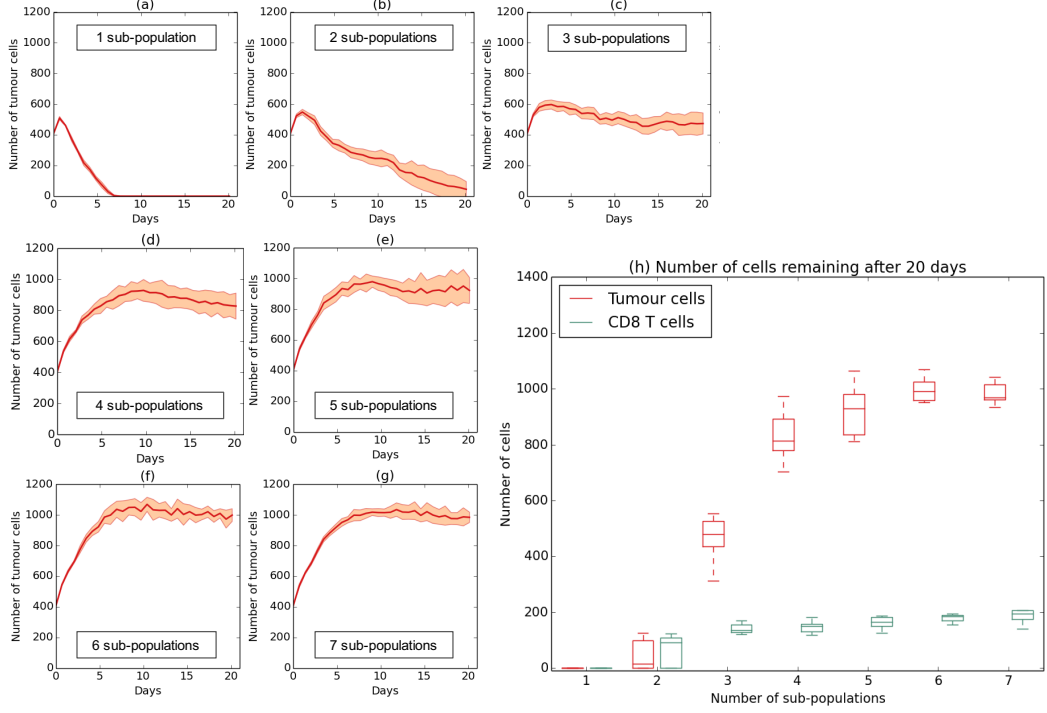 (a)
1 sub-population
Number of tumour cells
1200
1000
800
600
400
200
0
0 5 10 15 20
Days
(b)
2 sub-populations
Number of tumour cells
1200
1000
800
600
400
200
0
0 5 10 15 20
Days
(c)
3 sub-populations
Number of tumour cells
1200
1000
800
600
400
200
0
0 5 10 15 20
Days
(d)
4 sub-populations
Number of tumour cells
1200
1000
800
600
400
200
0
0 5 10 15 20
Days
(e)
5 sub-populations
Number of tumour cells
1200
1000
800
600
400
200
0
0 5 10 15 20
Days
(f)
6 sub-populations
Number of tumour cells
1200
1000
800
600
400
200
0
0 5 10 15 20
Days
(g)
7 sub-populations
Number of tumour cells
1200
1000
800
600
400
200
0
0 5 10 15 20
Days
(h) Number of cells remaining after 20 days
Tumour cells
CD8 T cells
Number of cells
1400
1200
1000
800
600
400
200
0
1 2 3 4 5 6 7
Number of sub-populations